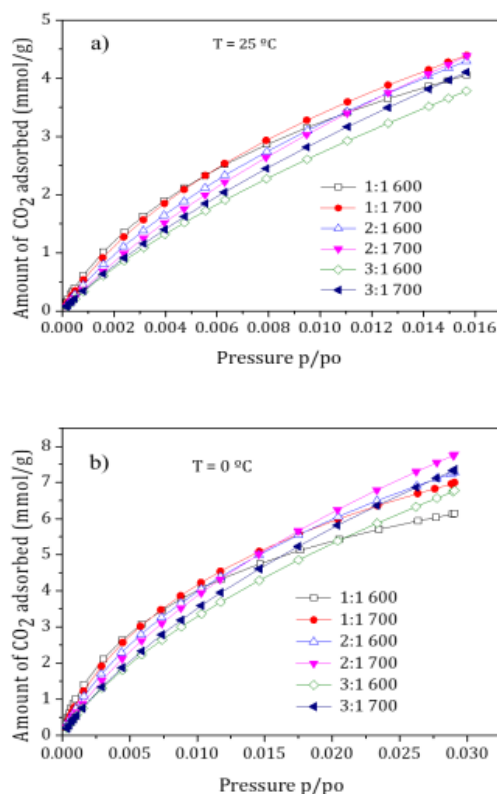 a)
T = 25 ºC
Amount of CO2 adsorbed (mmol/g)
5
4
3
2
1
0
1:1 600
1:1 700
2:1 600
2:1 700
3:1 600
3:1 700
0.000 0.002 0.004 0.006 0.008 0.010 0.012 0.014 0.016
Pressure p/po
b)
T = 0 ºC
Amount of CO2 adsorbed (mmol/g)
8
7
6
5
4
3
2
1
0
1:1 600
1:1 700
2:1 600
2:1 700
3:1 600
3:1 700
0.000 0.005 0.010 0.015 0.020 0.025 0.030
Pressure p/po